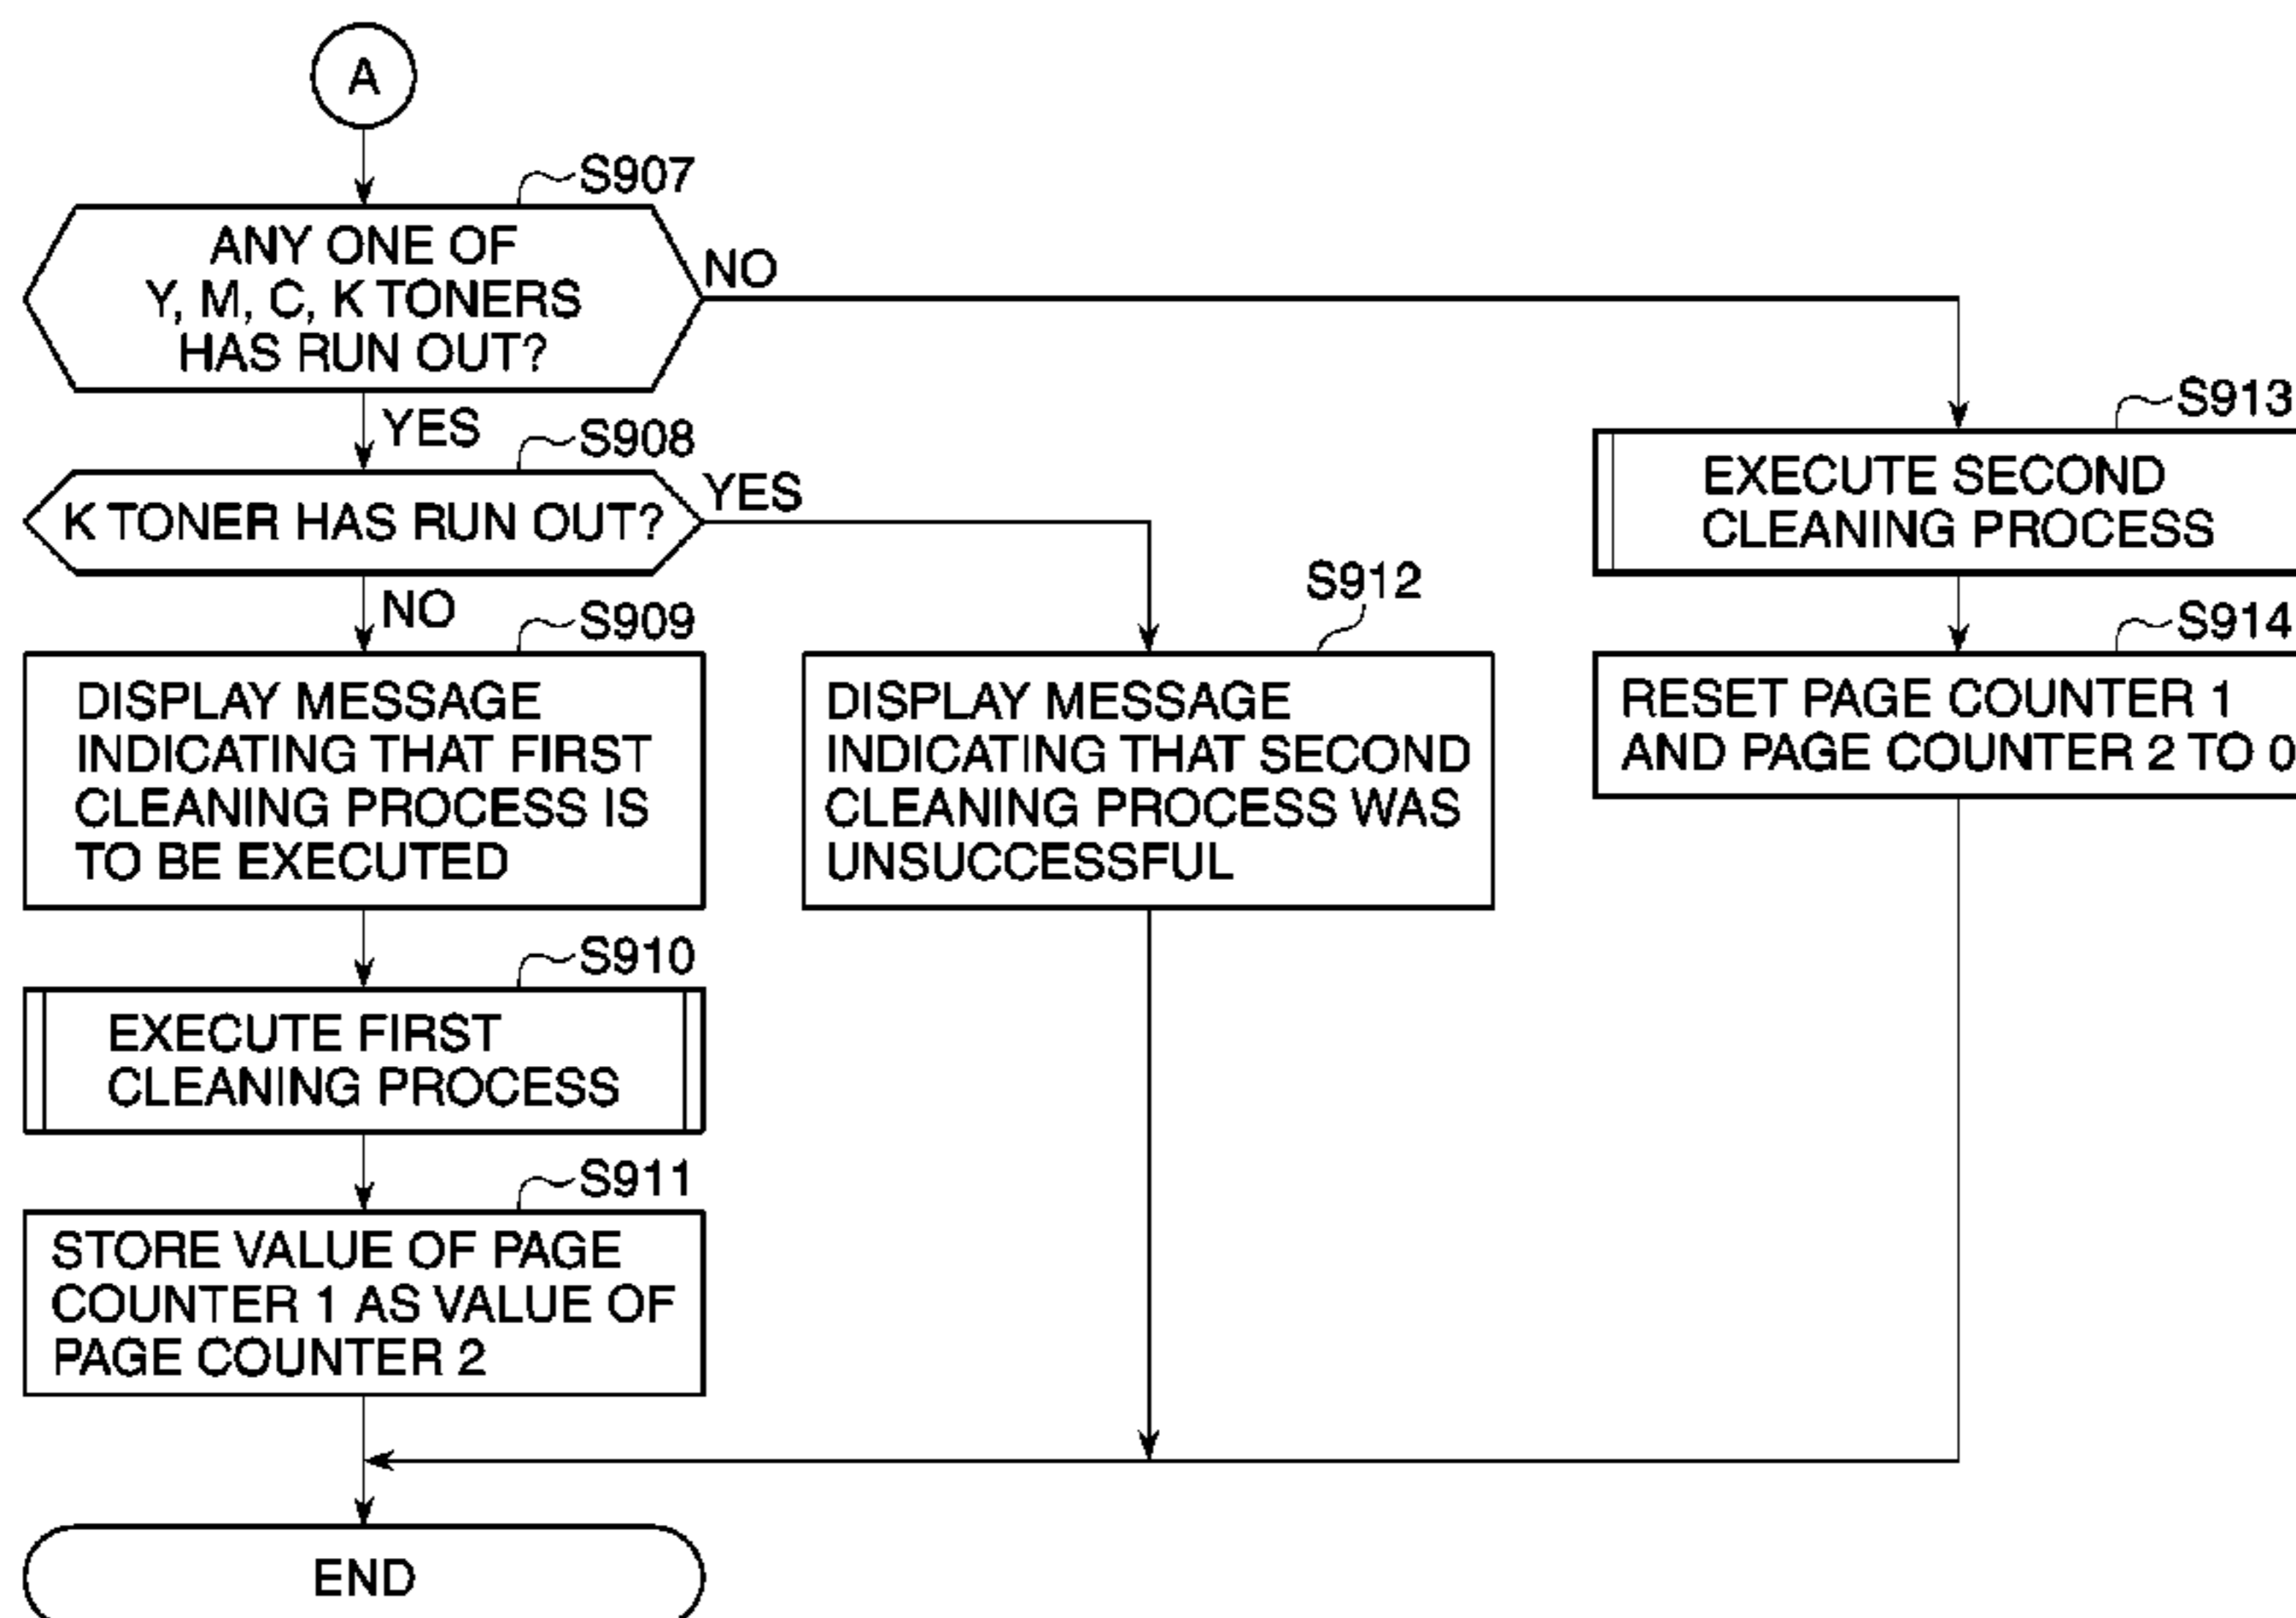 A
S907
ANY ONE OF
Y, M, C, K TONERS
HAS RUN OUT?
NO
YES
S908
K TONER HAS RUN OUT?
YES
NO
S909
DISPLAY MESSAGE
INDICATING THAT FIRST
CLEANING PROCESS IS
TO BE EXECUTED
S910
EXECUTE FIRST
CLEANING PROCESS
S911
STORE VALUE OF PAGE
COUNTER 1 AS VALUE OF
PAGE COUNTER 2
S912
DISPLAY MESSAGE
INDICATING THAT SECOND
CLEANING PROCESS WAS
UNSUCCESSFUL
S913
EXECUTE SECOND
CLEANING PROCESS
S914
RESET PAGE COUNTER 1
AND PAGE COUNTER 2 TO 0
END